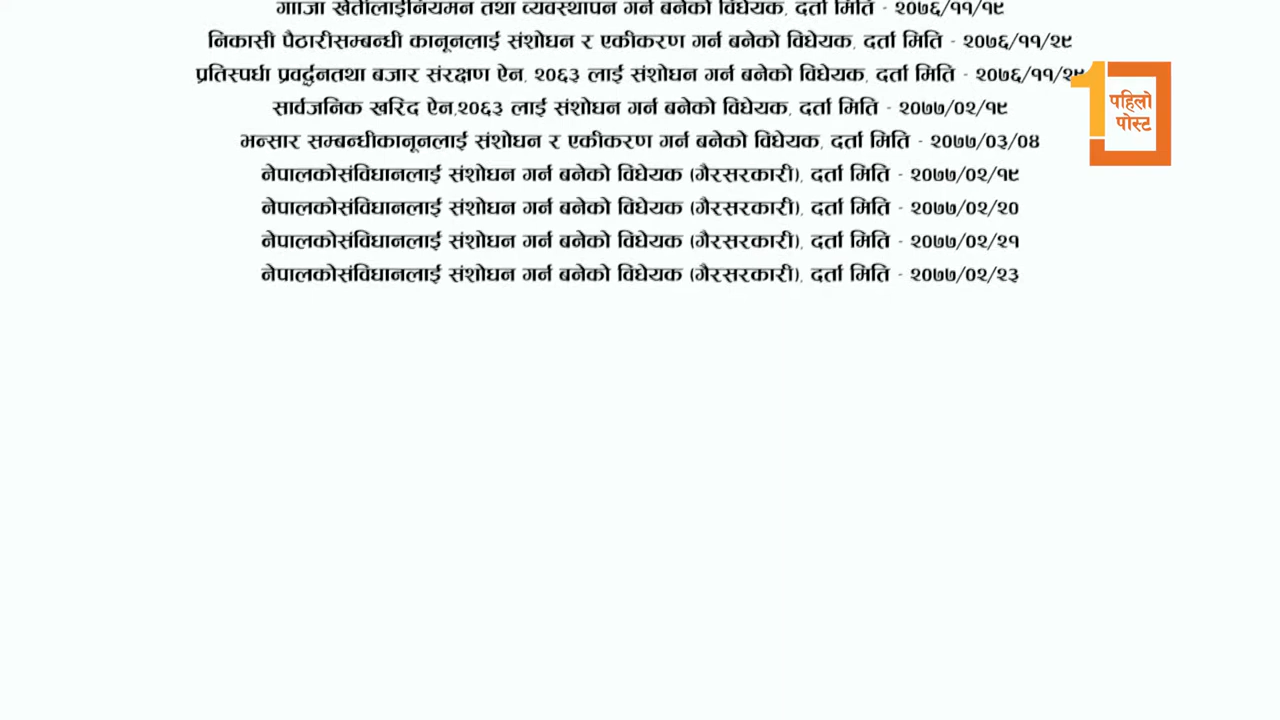 गााजा खेतीलाईनियमन तथा व्यवस्थापन गर्न बनेको विधेयक, दर्ता मिति - २०७६/११/१९
निकासी पैठारीसम्बन्धी कानूनलाई संशोधन र एकीकरण गर्न बनेको विधेयक, दर्ता मिति - २०७६/११/२९
प्रतिस्पर्धा प्रवर्द्धनतथा बजार संरक्षण ऐन, २०६३ लाई संशोधन गर्न बनेको विधेयक, दर्ता मिति - २०७६/११/२९
सार्वजनिक खरिद ऐन,२०६३ लाई संशोधन गर्न बनेको विधेयक, दर्ता मिति - २०७७/०२/१९
भन्सार सम्बन्धीकानूनलाई संशोधन र एकीकरण गर्न बनेको विधेयक, दर्ता मिति - २०७७/०३/०४
नेपालकोसंविधानलाई संशोधन गर्न बनेको विधेयक (गैरसरकारी), दर्ता मिति - २०७७/०२/१९
नेपालकोसंविधानलाई संशोधन गर्न बनेको विधेयक (गैरसरकारी), दर्ता मिति - २०७७/०२/२०
नेपालकोसंविधानलाई संशोधन गर्न बनेको विधेयक (गैरसरकारी), दर्ता मिति - २०७७/०२/२१
नेपालकोसंविधानलाई संशोधन गर्न बनेको विधेयक (गैरसरकारी), दर्ता मिति - २०७७/०२/२३
पहिलो
पोस्ट